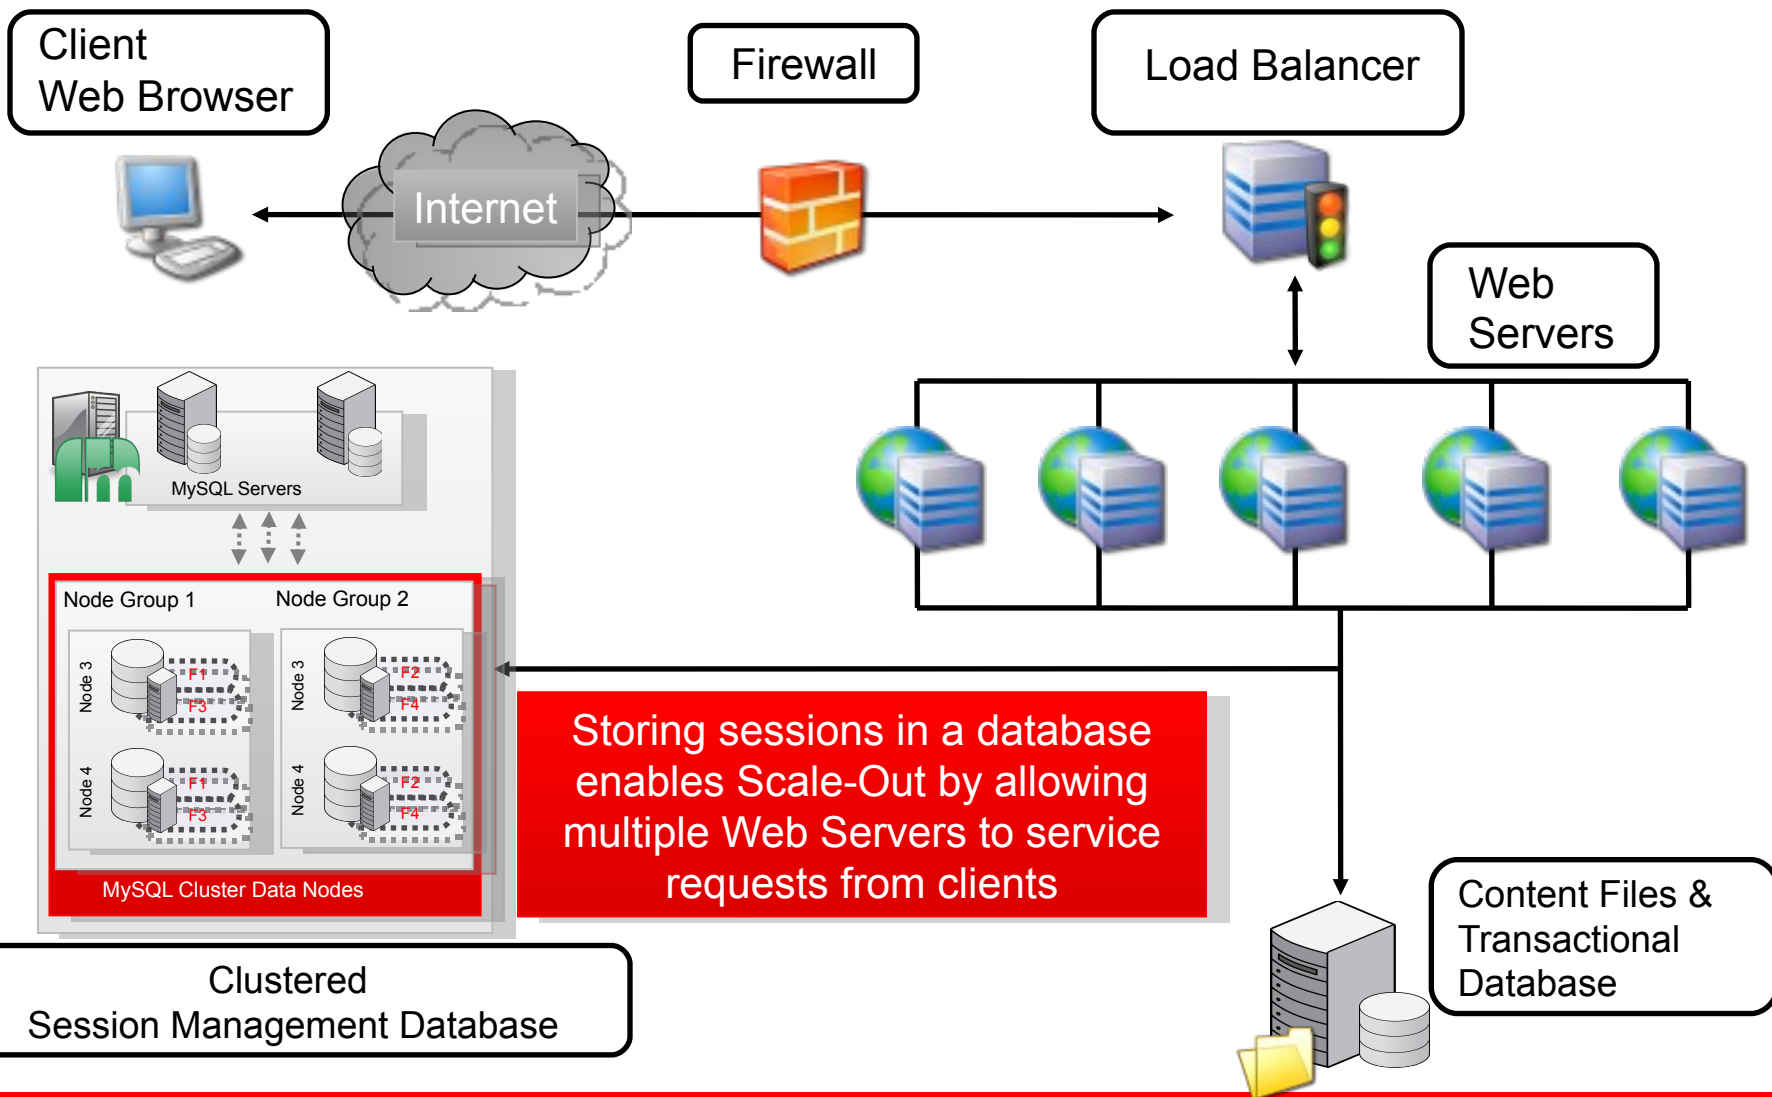 Client
Web Browser
Firewall
Load Balancer
Internet
Web
Servers
MySQL Servers
Node Group 1
Node Group 2
Node 3
F1
F3
Node 3
F2
F4
Node 4
F1
F3
Node 4
F2
F4
MySQL Cluster Data Nodes
Storing sessions in a database
enables Scale-Out by allowing
multiple Web Servers to service
requests from clients
Content Files &
Transactional
Database
Clustered
Session Management Database